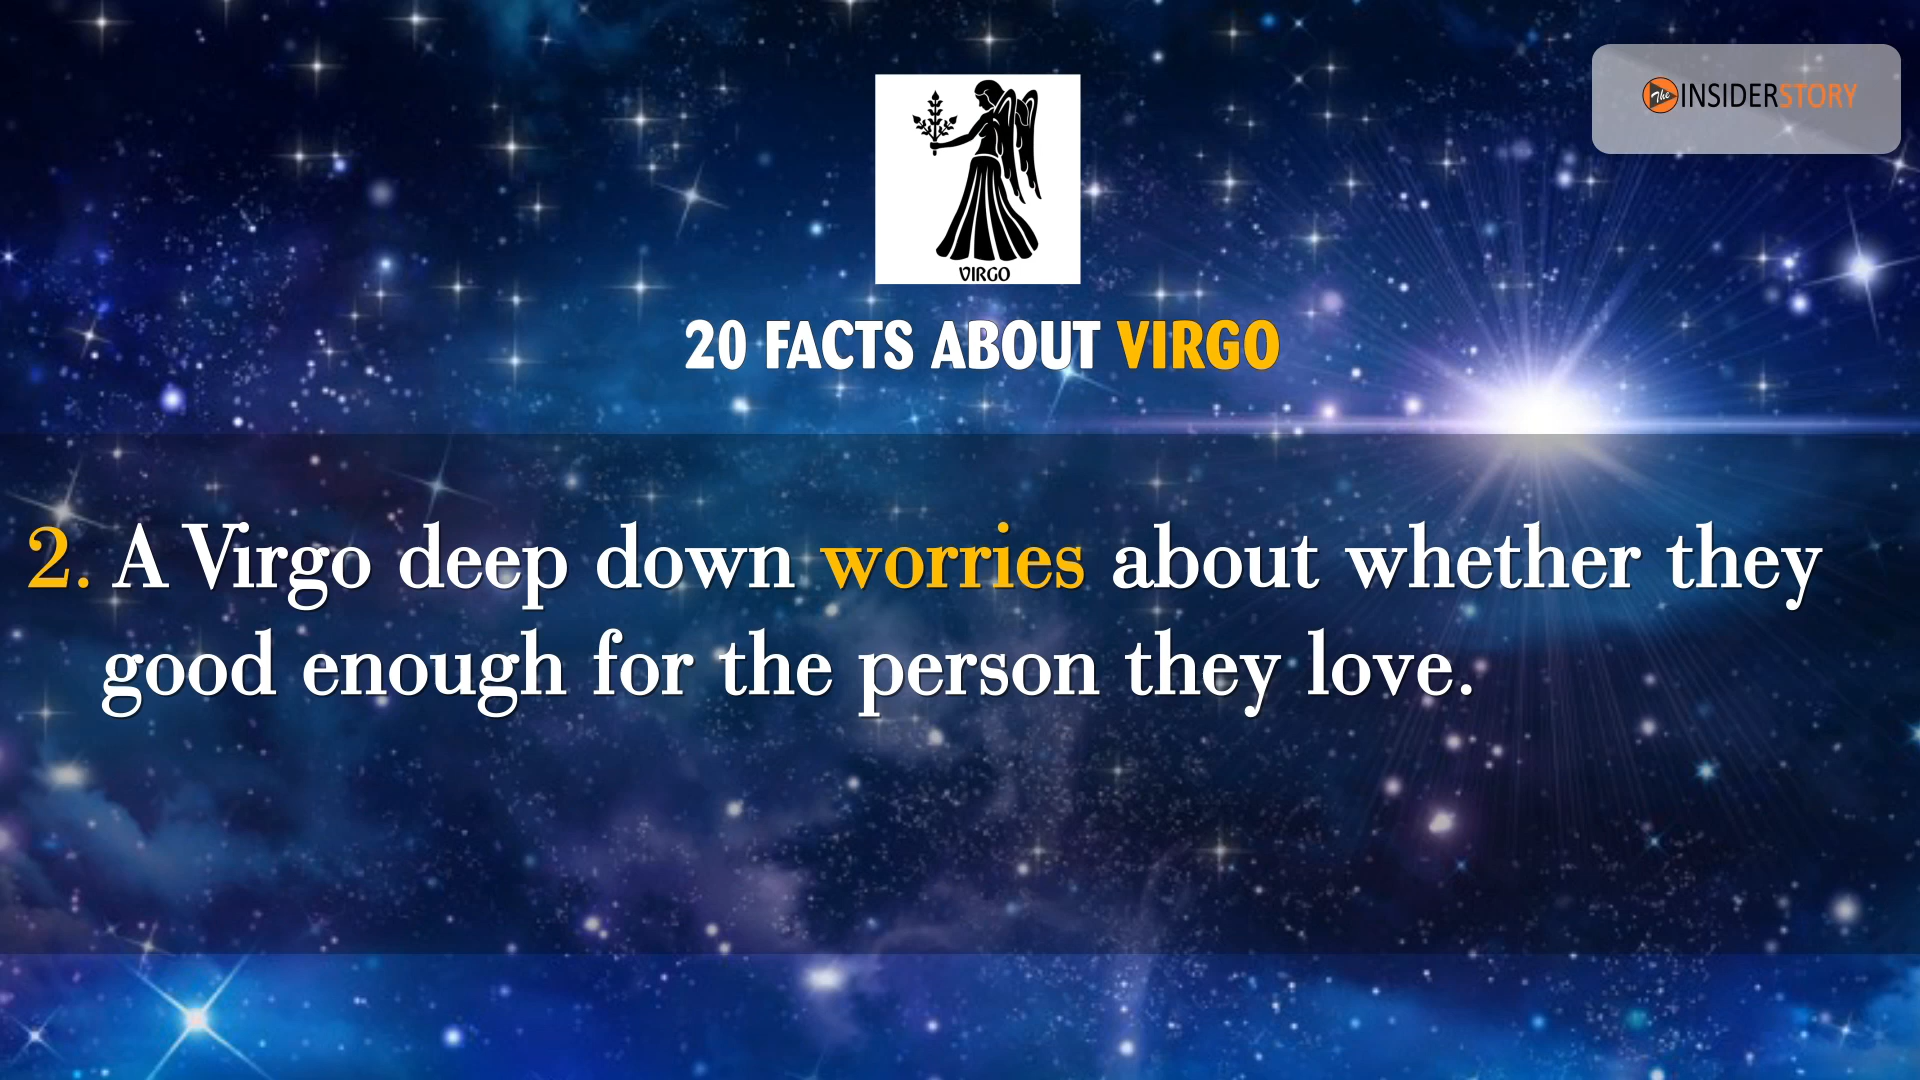 The INSIDERSTORY
VIRGO
20 FACTS ABOUT VIRGO
2. A Virgo deep down worries about whether they
good enough for the person they love.